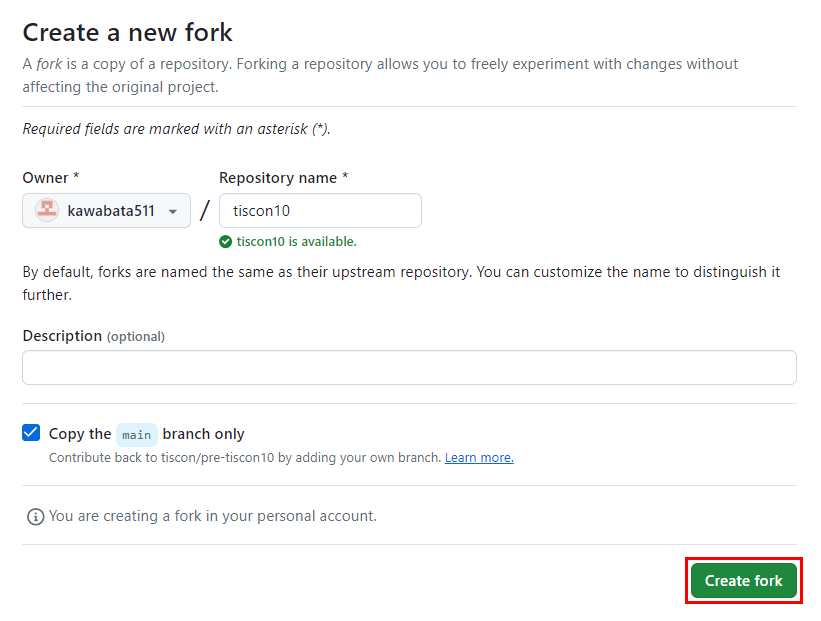 Create a new fork
A fork is a copy of a repository. Forking a repository allows you to freely experiment with changes without
affecting the original project.
Required fields are marked with an asterisk (*).
Owner * Repository name *
kawabata511 / tiscon10
tiscon10 is available.
By default, forks are named the same as their upstream repository. You can customize the name to distinguish it
further.
Description (optional)
Copy the main branch only
Contribute back to tiscon/pre-tiscon10 by adding your own branch. Learn more.
You are creating a fork in your personal account.
Create fork